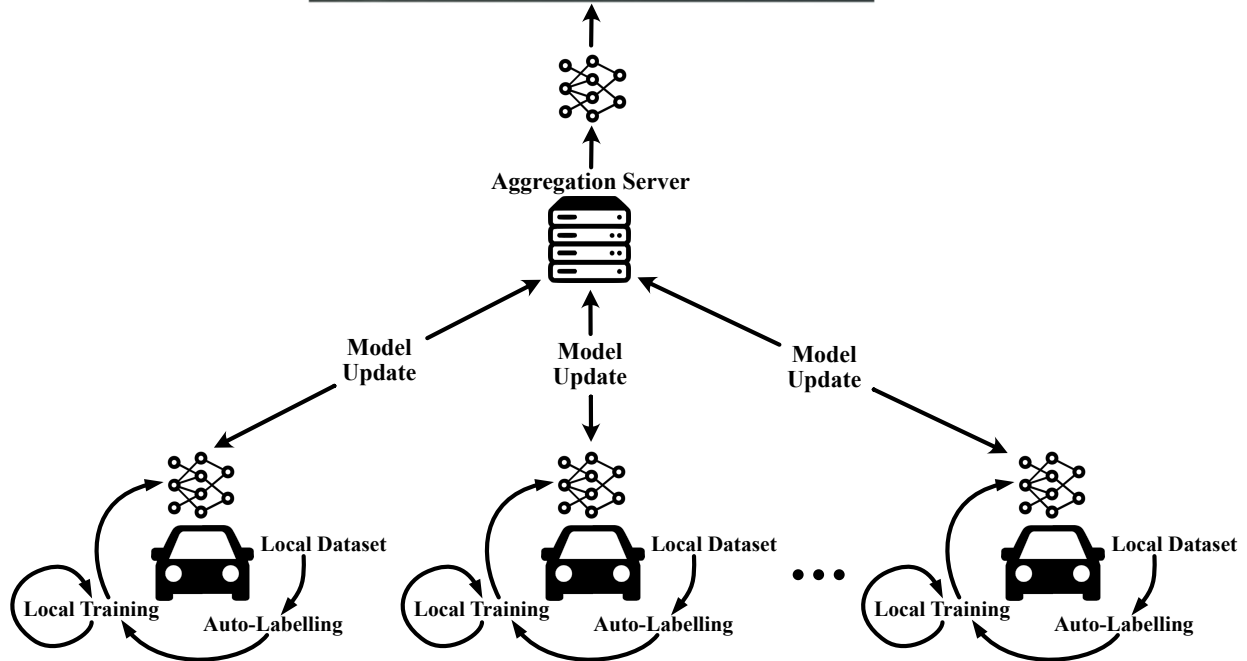 Aggregation Server
Model
Update
Model
Update
Model
Update
Local Dataset
Local Training
Auto-Labelling
Local Dataset
Local Training
Auto-Labelling
Local Dataset
Local Training
Auto-Labelling